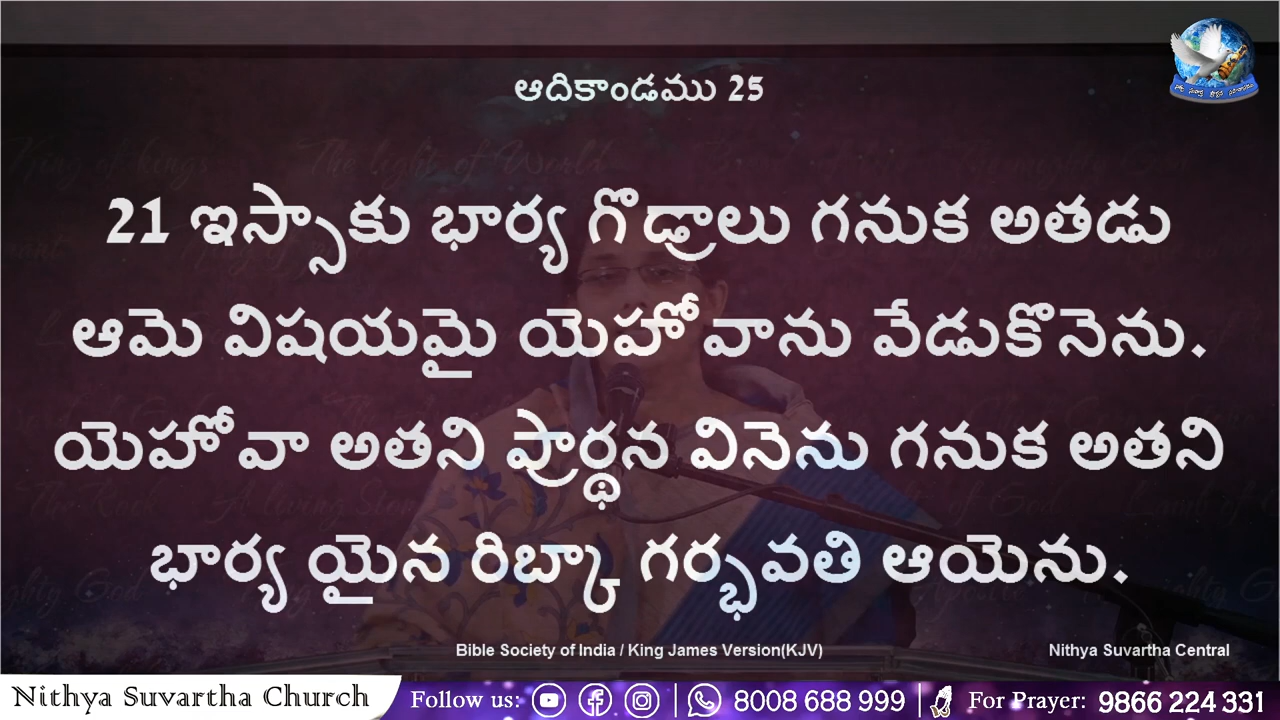 ఆదికాండము 25
21 ఇస్సాకు భార్య గొడ్రాలు గనుక అతడు
ఆమె విషయమై యెహోవాను వేడుకొనెను.
యెహోవా అతని ప్రార్థన వినెను గనుక అతని
భార్య యైన రిబ్కా గర్భవతి ఆయెను.
Bible Society of India / King James Version(KJV)
Nithya Suvartha Central
Nithya Suvartha Church
Follow us: 8008 688 999
For Prayer: 9866 224 331